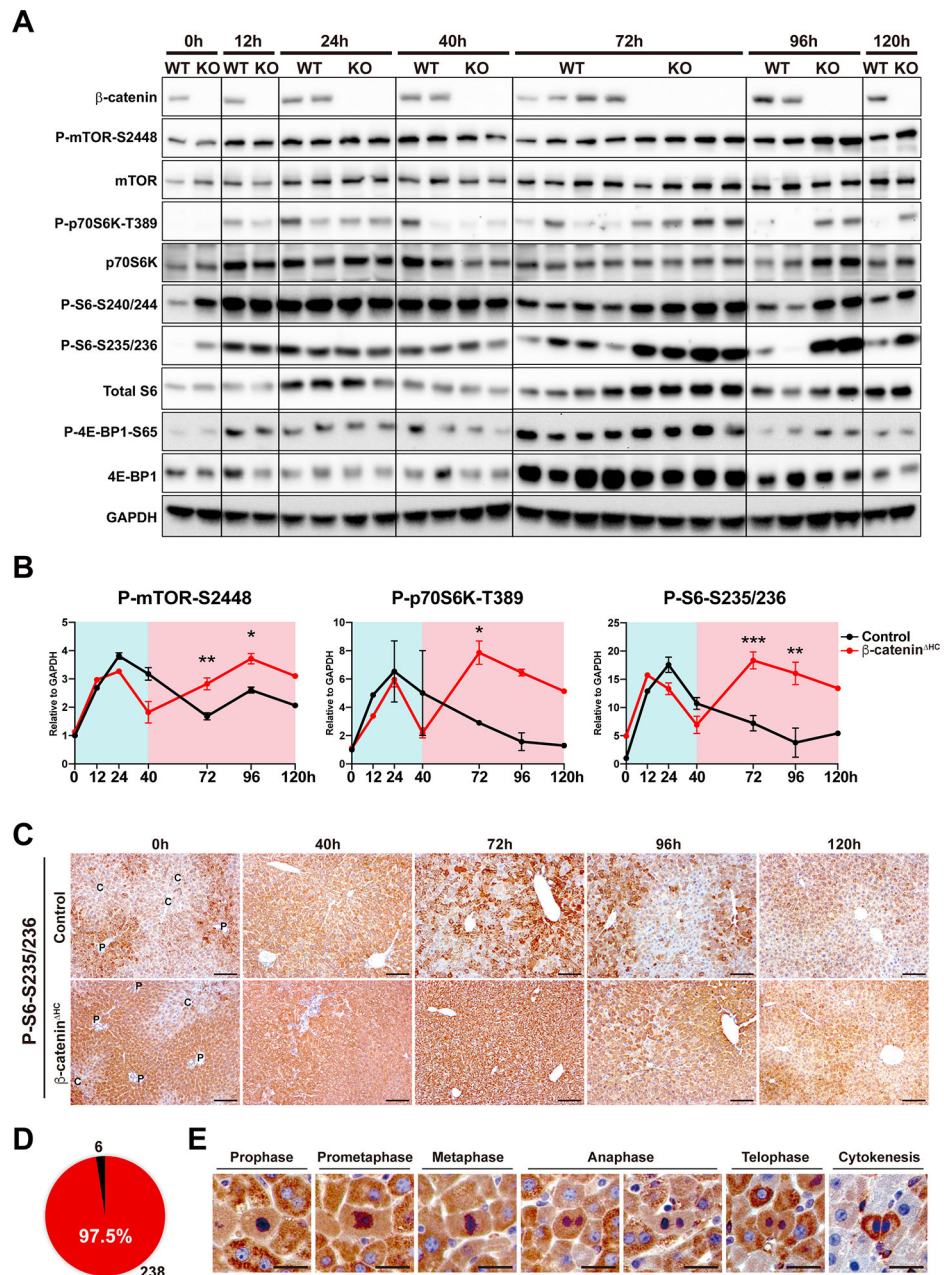 A
0h 12h 24h 40h 72h 96h 120h
WT KO WT KO WT KO WT KO WT KO WT KO WT KO
β-catenin
P-mTOR-S2448
mTOR
P-p70S6K-T389
p70S6K
P-S6-S240/244
P-S6-S235/236
Total S6
P-4E-BP1-S65
4E-BP1
GAPDH
B
P-mTOR-S2448
Relative to GAPDH
5
4
3
2
1
0
0 12 24 40 72 96 120h
** *
P-p70S6K-T389
Relative to GAPDH
10
8
6
4
2
0
0 12 24 40 72 96 120h
*
P-S6-S235/236
Relative to GAPDH
25
20
15
10
5
0
0 12 24 40 72 96 120h
*** **
Control
β-cateninΔHC
C
0h 40h 72h 96h 120h
P-S6-S235/236
Control
C C C P P
β-cateninΔHC
P C P P P C
D
6
97.5%
238
E
Prophase Prometaphase Metaphase Anaphase Telophase Cytokenesis